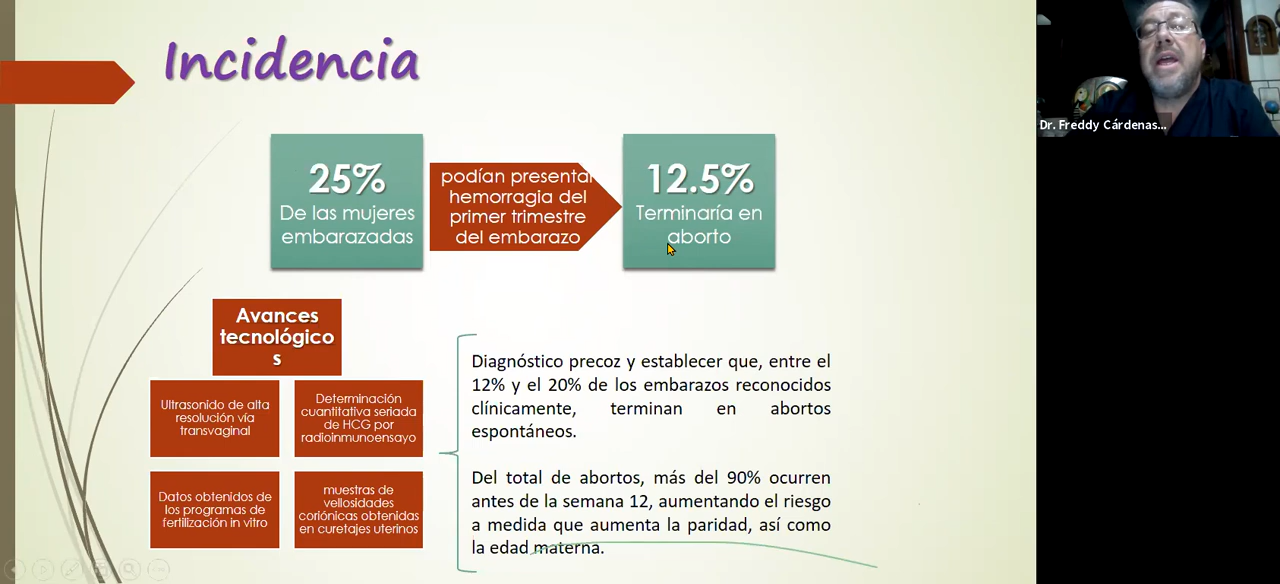 Incidencia
25%
De las mujeres
embarazadas
podían presentar
hemorragia del
primer trimestre
del embarazo
12.5%
Terminaría en
aborto
Avances
tecnológico
s
Ultrasonido de alta
resolución vía
transvaginal
Determinación
cuantitativa seriada
de HCG por
radioinmunoensayo
Datos obtenidos de
los programas de
fertilización in vitro
muestras de
vellosidades
coriónicas obtenidas
en curetajes uterinos
Diagnóstico precoz y establecer que, entre el
12% y el 20% de los embarazos reconocidos
clínicamente, terminan en abortos
espontáneos.
Del total de abortos, más del 90% ocurren
antes de la semana 12, aumentando el riesgo
a medida que aumenta la paridad, así como
la edad materna.
Dr. Freddy Cárdenas...